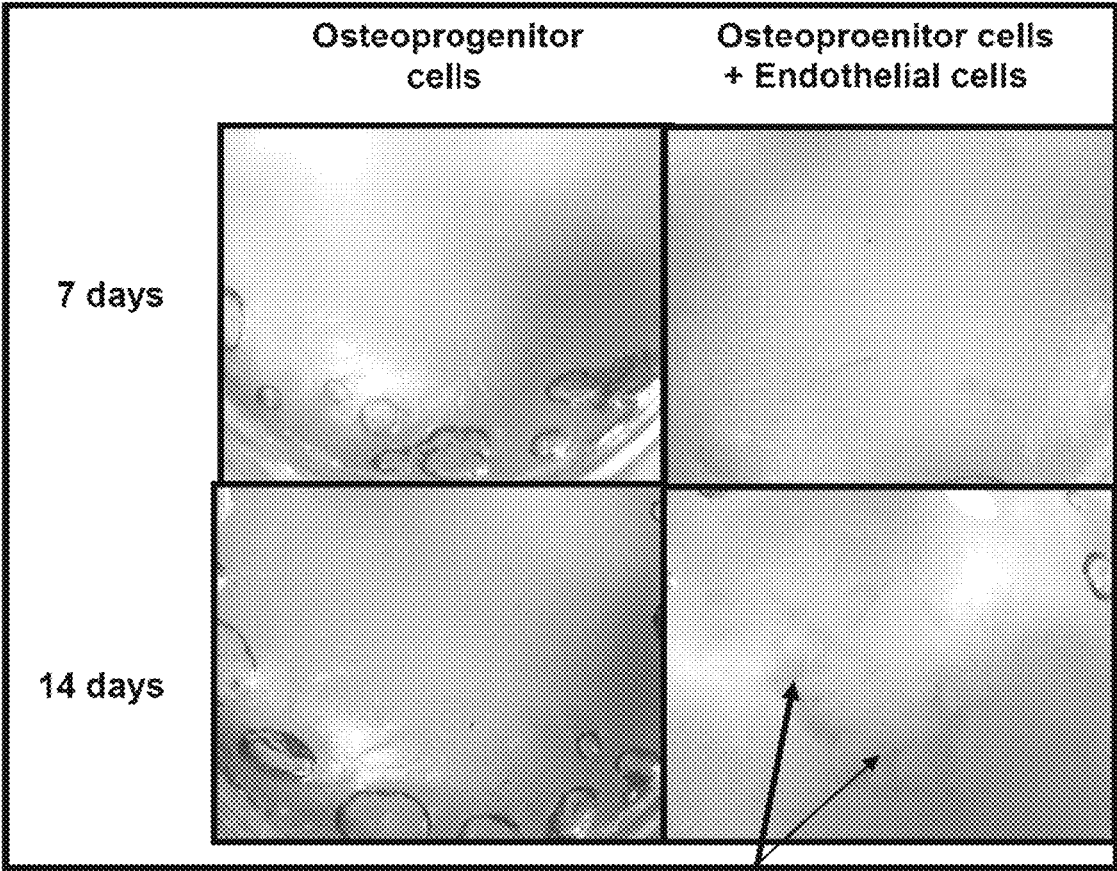 Osteoprogenitor
cells
Osteoproenitor cells
+ Endothelial cells
7 days
14 days